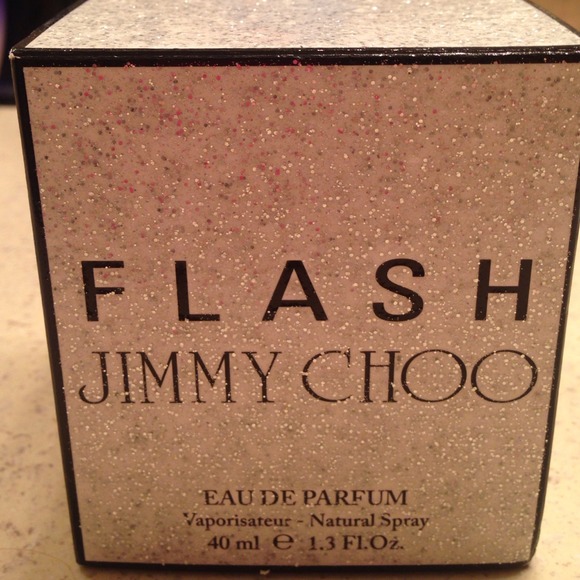 FLASH
JIMMY CHOO
EAU DE PARFUM
Vaporisateur - Natural Spray
40 ml ℮ 1.3 Fl.Oz.